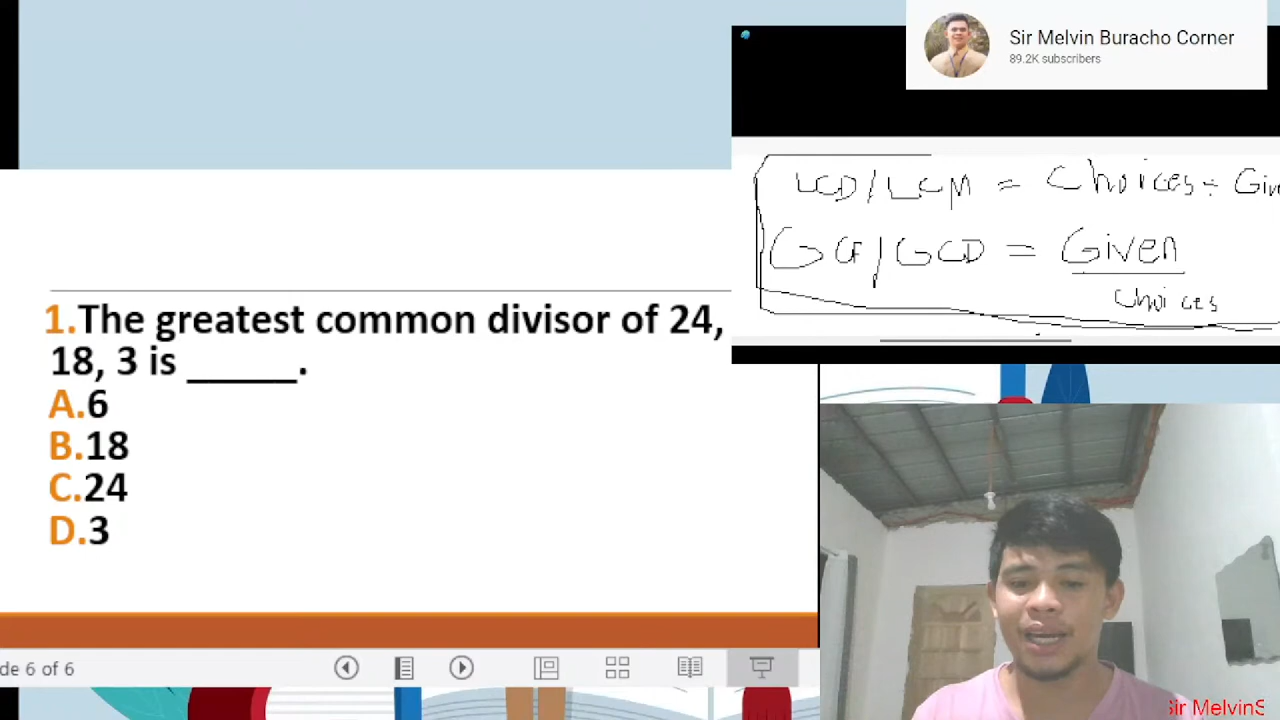 Sir Melvin Buracho Corner
89.2K subscribers
LCD/LCM = Choices ÷ Giv
GCF/GCD = Given
Choices
1.The greatest common divisor of 24,
18, 3 is ______.
A.6
B.18
C.24
D.3
de 6 of 6
Sir MelvinS